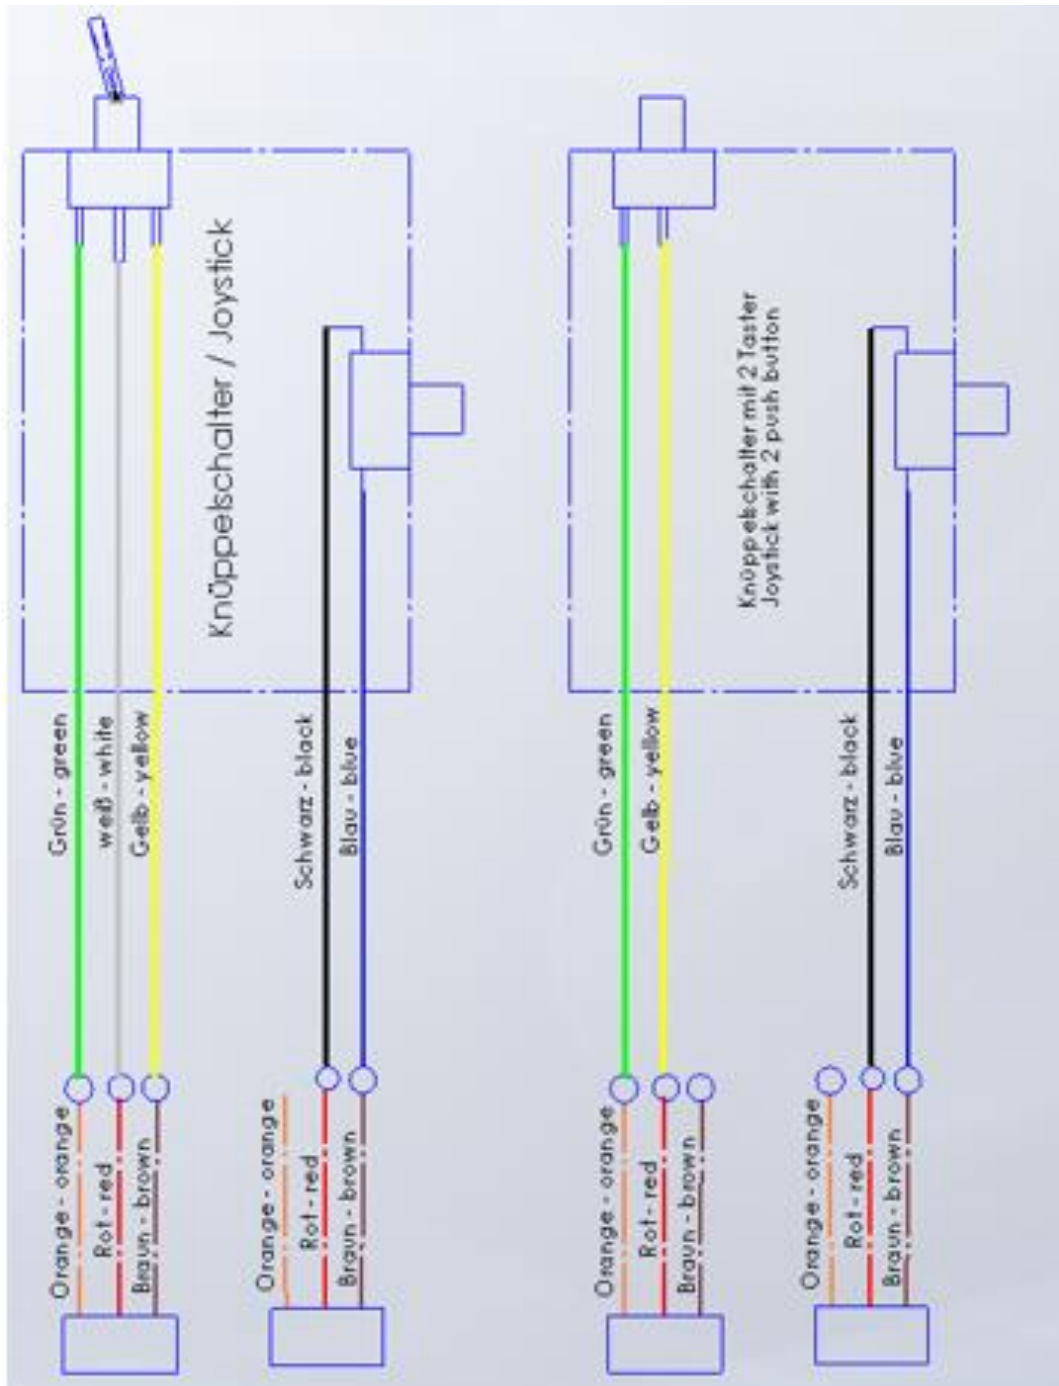 Knüppelschalter / Joystick
Grün - green
weiß - white
Gelb - yellow
Schwarz - black
Blau - blue
Orange - orange
Rot - red
Braun - brown
Orange - orange
Rot - red
Braun - brown
Knüppelschalter mit 2 Taster
Joystick with 2 push button
Grün - green
Gelb - yellow
Schwarz - black
Blau - blue
Orange - orange
Rot - red
Braun - brown
Orange - orange
Rot - red
Braun - brown